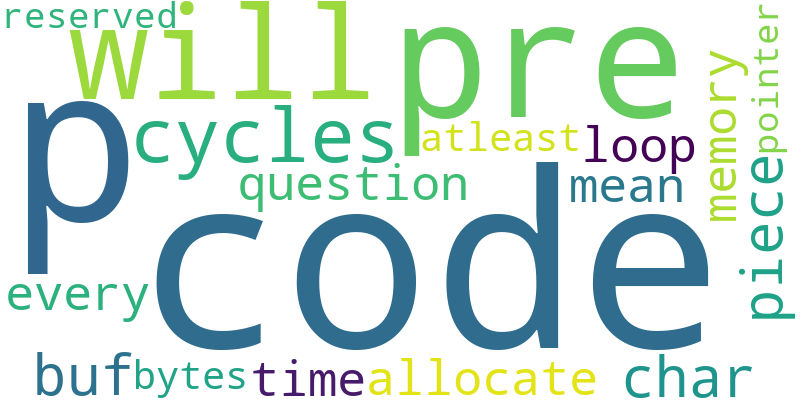 reserved
will
pre
pointer
memory
p
cycles
atleast
loop
question
mean
piece
code
every
buf
bytes
time
allocate
char